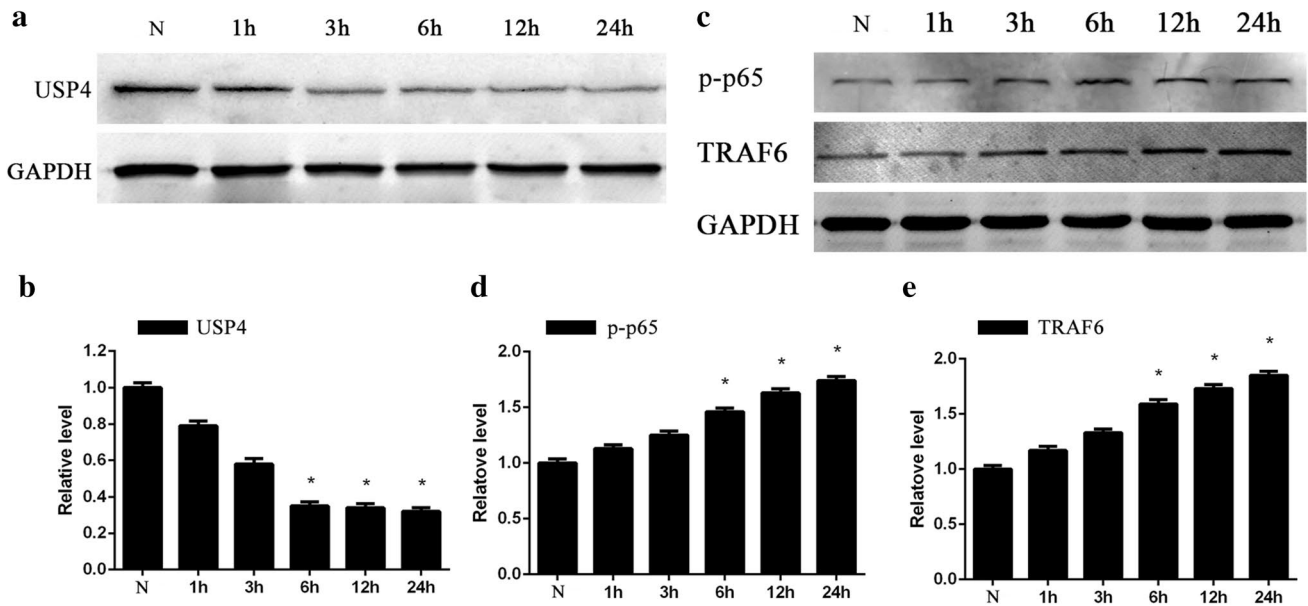 a
N 1h 3h 6h 12h 24h
USP4
GAPDH
c
N 1h 3h 6h 12h 24h
p-p65
TRAF6
GAPDH
b
USP4
Relative level
1.2
1.0
0.8
0.6
0.4
0.2
0.0
* * *
N 1h 3h 6h 12h 24h
d
p-p65
Relatove level
2.0
1.5
1.0
0.5
0.0
* * *
N 1h 3h 6h 12h 24h
e
TRAF6
Relative level
2.0
1.5
1.0
0.5
0.0
* * *
N 1h 3h 6h 12h 24h